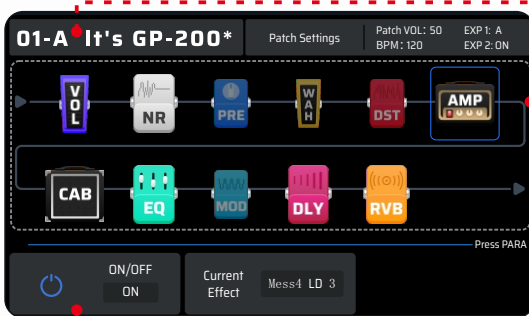 01-A It's GP-200*
Patch Settings
Patch VOL: 50
BPM: 120
EXP 1: A
EXP 2: ON
VOL
NR
PRE
WAH
DST
AMP
CAB
EQ
MOD
DLY
RVB
Press PARA
ON/OFF
ON
Current
Effect
Mess4 LD 3